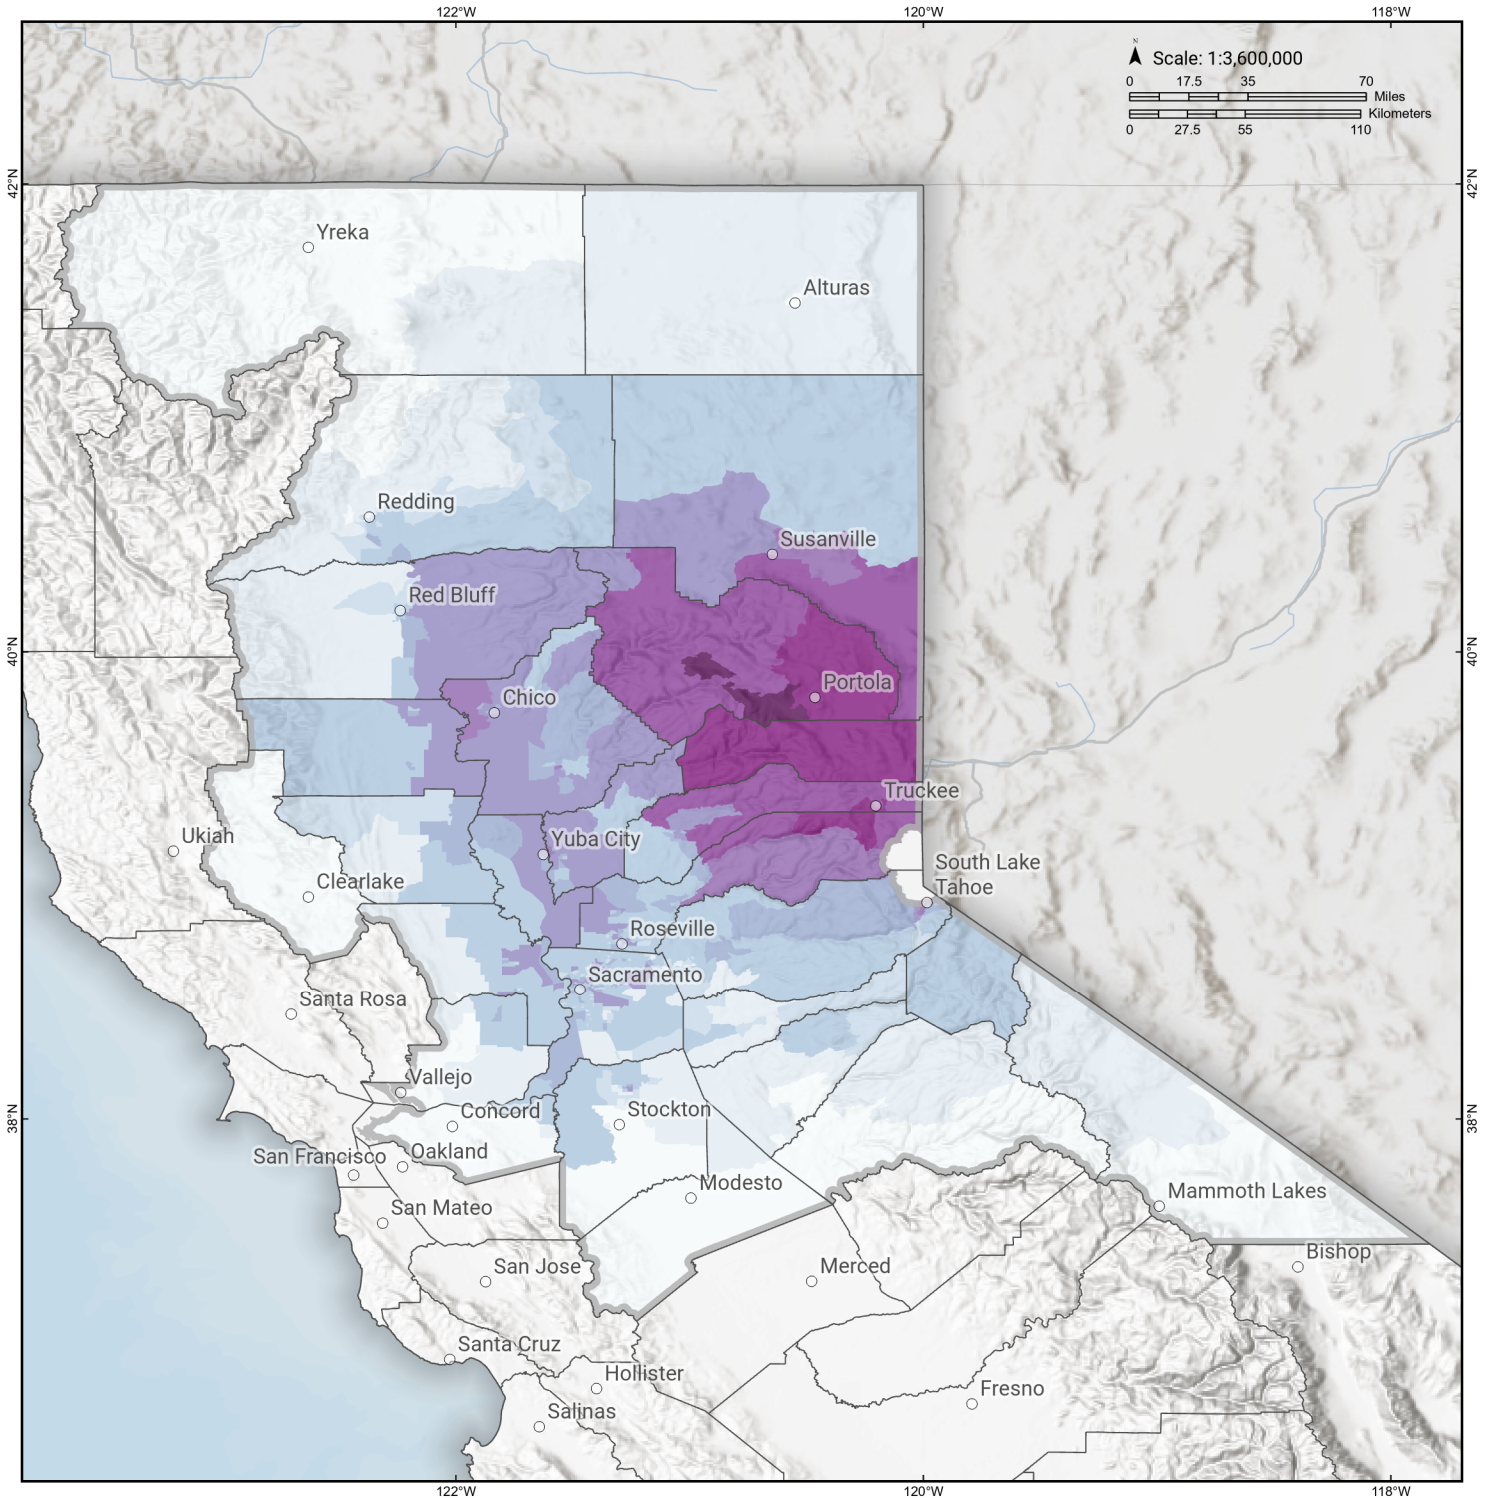 122°W 120°W 118°W
N
Scale: 1:3,600,000
0 17.5 35 70
Miles
Kilometers
0 27.5 55 110
42°N 42°N
Yreka
Alturas
Redding
Susanville
Red Bluff
40°N 40°N
Portola
Chico
Truckee
Ukiah
Yuba City
South Lake
Tahoe
Clearlake
Roseville
Sacramento
Santa Rosa
Vallejo
Concord
Stockton
38°N 38°N
San Francisco
Oakland
Modesto
Mammoth Lakes
San Mateo
Bishop
San Jose
Merced
Santa Cruz
Hollister
Fresno
Salinas
122°W 120°W 118°W